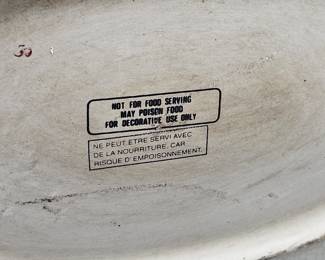 30
NOT FOR FOOD SERVING
MAY POISON FOOD
FOR DECORATIVE USE ONLY
NE PEUT ETRE SERVI AVEC
DE LA NOURRITURE, CAR
RISQUE D'EMPOISONNEMENT.